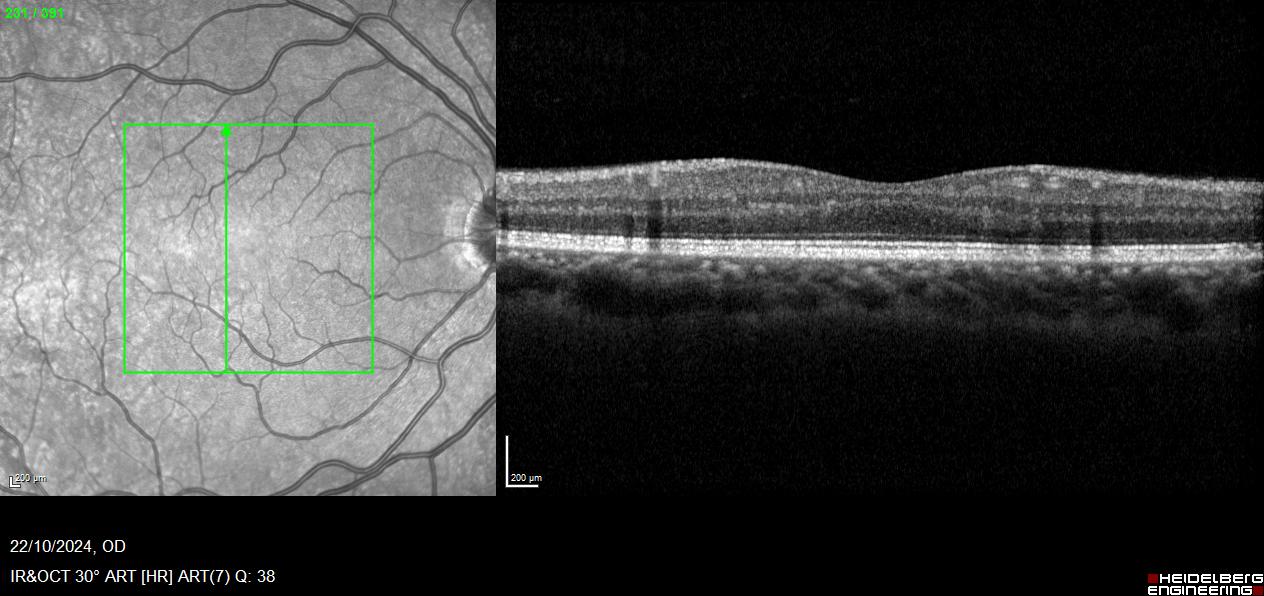 231 / 391
200 µm
200 µm
22/10/2024, OD
IR&OCT 30° ART [HR] ART(7) Q: 38
HEIDELBERG
ENGINEERING